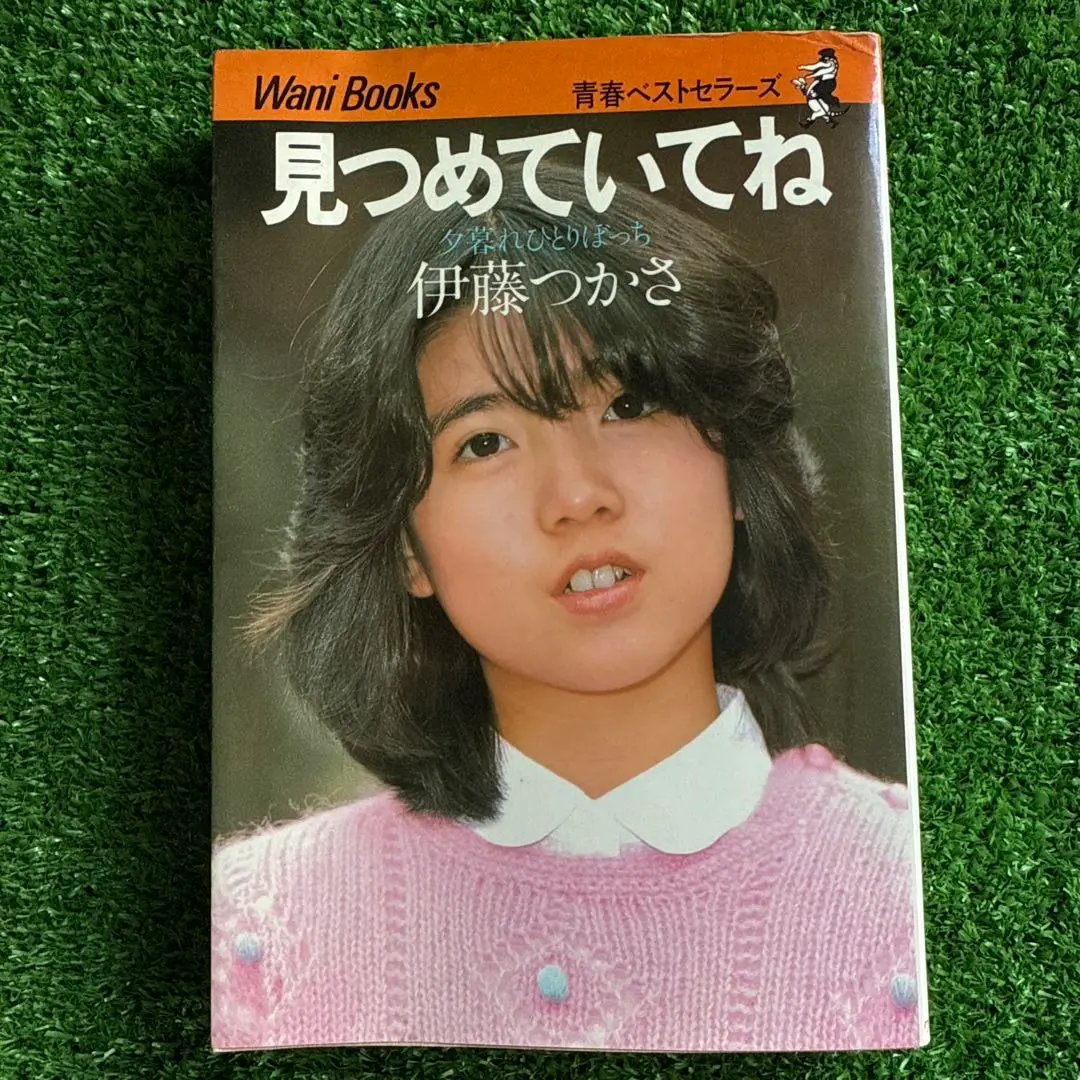 Wani Books
青春ベストセラーズ
見つめていてね
夕暮れひとりぼっち
伊藤つかさ